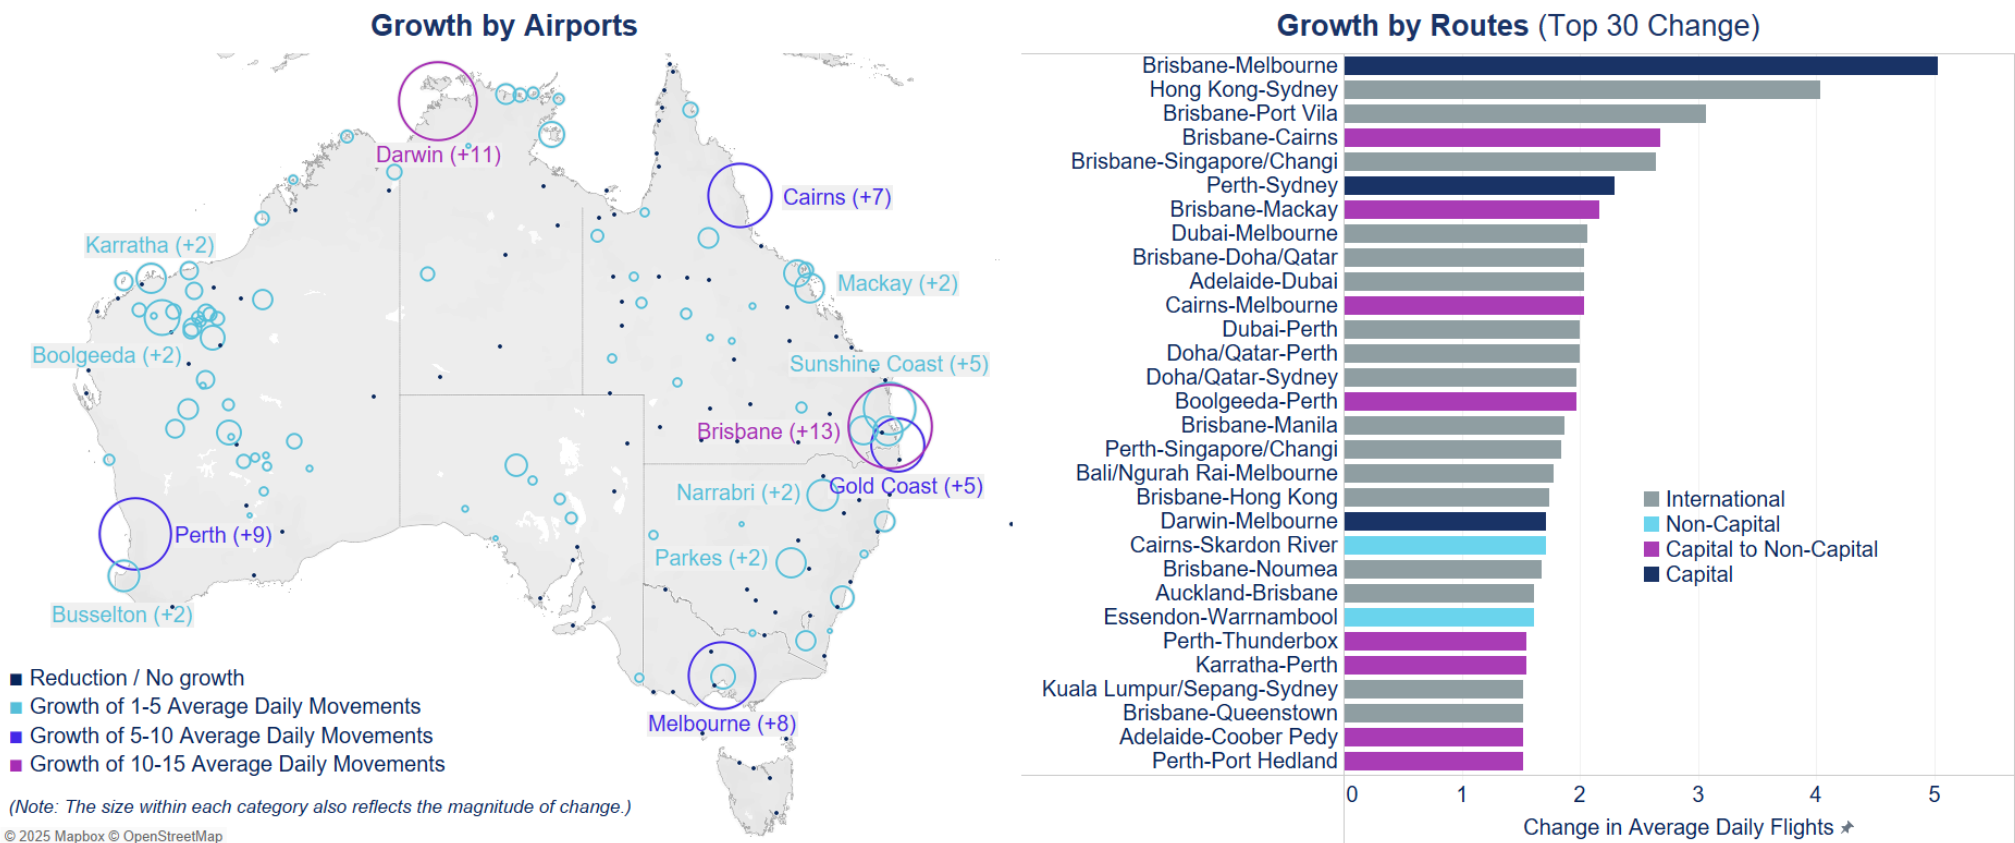 Growth by Airports
Darwin (+11)
Cairns (+7)
Karratha (+2)
Mackay (+2)
Boolgeeda (+2)
Sunshine Coast (+5)
Brisbane (+13)
Gold Coast (+5)
Narrabri (+2)
Perth (+9)
Parkes (+2)
Busselton (+2)
Melbourne (+8)
Reduction / No growth
Growth of 1-5 Average Daily Movements
Growth of 5-10 Average Daily Movements
Growth of 10-15 Average Daily Movements
(Note: The size within each category also reflects the magnitude of change.)
© 2025 Mapbox © OpenStreetMap
Growth by Routes (Top 30 Change)
Brisbane-Melbourne
Hong Kong-Sydney
Brisbane-Port Vila
Brisbane-Cairns
Brisbane-Singapore/Changi
Perth-Sydney
Brisbane-Mackay
Dubai-Melbourne
Brisbane-Doha/Qatar
Adelaide-Dubai
Cairns-Melbourne
Dubai-Perth
Doha/Qatar-Perth
Doha/Qatar-Sydney
Boolgeeda-Perth
Brisbane-Manila
Perth-Singapore/Changi
Bali/Ngurah Rai-Melbourne
Brisbane-Hong Kong
Darwin-Melbourne
Cairns-Skardon River
Brisbane-Noumea
Auckland-Brisbane
Essendon-Warrnambool
Perth-Thunderbox
Karratha-Perth
Kuala Lumpur/Sepang-Sydney
Brisbane-Queenstown
Adelaide-Coober Pedy
Perth-Port Hedland
International
Non-Capital
Capital to Non-Capital
Capital
0 1 2 3 4 5
Change in Average Daily Flights